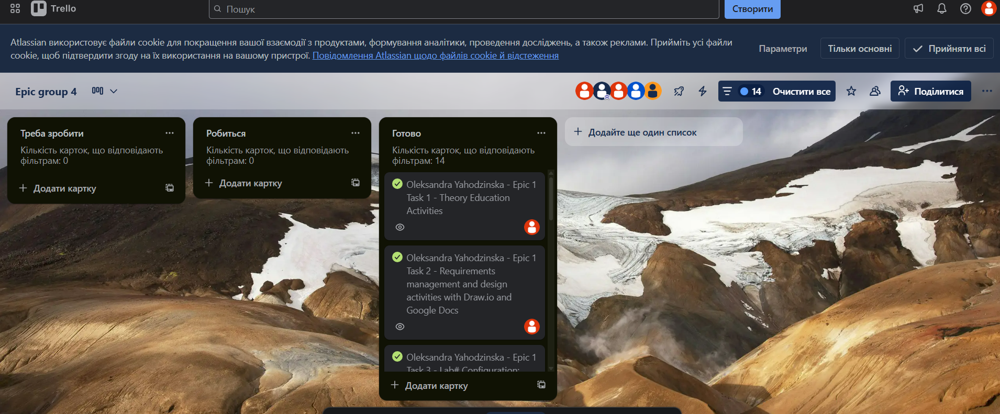 Trello
Пошук
Створити
Atlassian використовує файли cookie для покращення вашої взаємодії з продуктами, формування аналітики, проведення досліджень, а також реклами. Прийміть усі файли
cookie, щоб підтвердити згоду на їх використання на вашому пристрої. Повідомлення Atlassian щодо файлів cookie й відстеження
Параметри
Тільки основні
Прийняти всі
Epic group 4
14
Очистити все
Поділитися
Треба зробити
Кількість карток, що відповідають
фільтрам: 0
Додати картку
Робиться
Кількість карток, що відповідають
фільтрам: 0
Додати картку
Готово
Кількість карток, що відповідають
фільтрам: 14
Oleksandra Yahodzinska - Epic 1
Task 1 - Theory Education
Activities
Oleksandra Yahodzinska - Epic 1
Task 2 - Requirements
management and design
activities with Draw.io and
Google Docs
Oleksandra Yahodzinska - Epic 1
Task 3 - Lab# Configuration:
Додати картку
Додайте ще один список